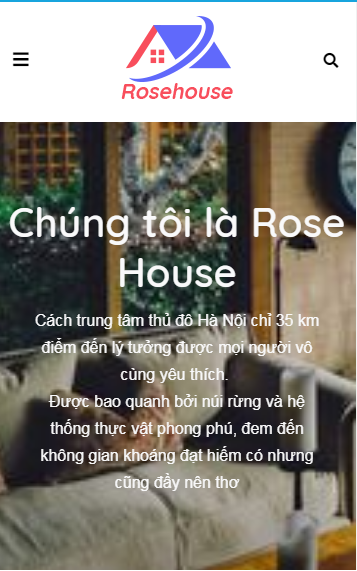 Rosehouse
Chúng tôi là Rose
House
Cách trung tâm thủ đô Hà Nội chỉ 35 km
điểm đến lý tưởng được mọi người vô
cùng yêu thích.
Được bao quanh bởi núi rừng và hệ
thống thực vật phong phú, đem đến
không gian khoáng đạt hiếm có nhưng
cũng đầy nên thơ